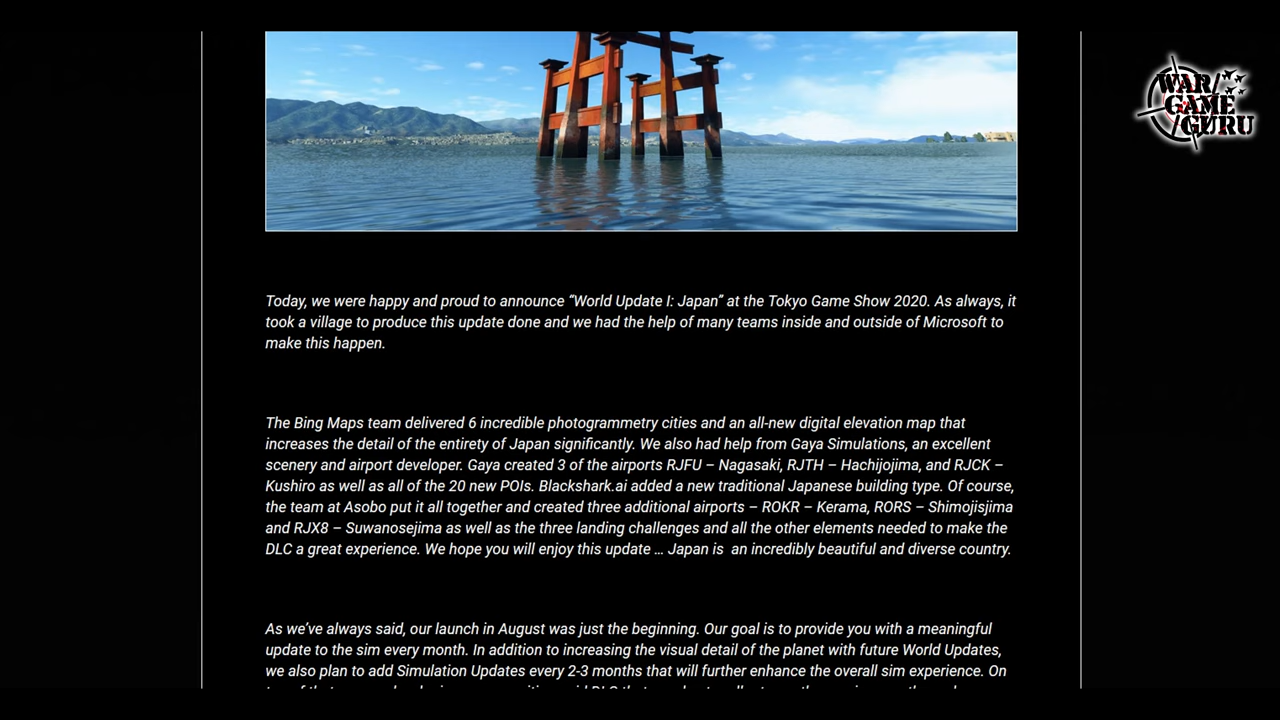 WAR
GAME
GURU
Today, we were happy and proud to announce “World Update I: Japan” at the Tokyo Game Show 2020. As always, it
took a village to produce this update done and we had the help of many teams inside and outside of Microsoft to
make this happen.
The Bing Maps team delivered 6 incredible photogrammetry cities and an all-new digital elevation map that
increases the detail of the entirety of Japan significantly. We also had help from Gaya Simulations, an excellent
scenery and airport developer. Gaya created 3 of the airports RJFU – Nagasaki, RJTH – Hachijojima, and RJCK –
Kushiro as well as all of the 20 new POIs. Blackshark.ai added a new traditional Japanese building type. Of course,
the team at Asobo put it all together and created three additional airports – ROKR – Kerama, RORS – Shimojisjima
and RJX8 – Suwanosejima as well as the three landing challenges and all the other elements needed to make the
DLC a great experience. We hope you will enjoy this update … Japan is  an incredibly beautiful and diverse country.
As we’ve always said, our launch in August was just the beginning. Our goal is to provide you with a meaningful
update to the sim every month. In addition to increasing the visual detail of the planet with future World Updates,
we also plan to add Simulation Updates every 2-3 months that will further enhance the overall sim experience. On